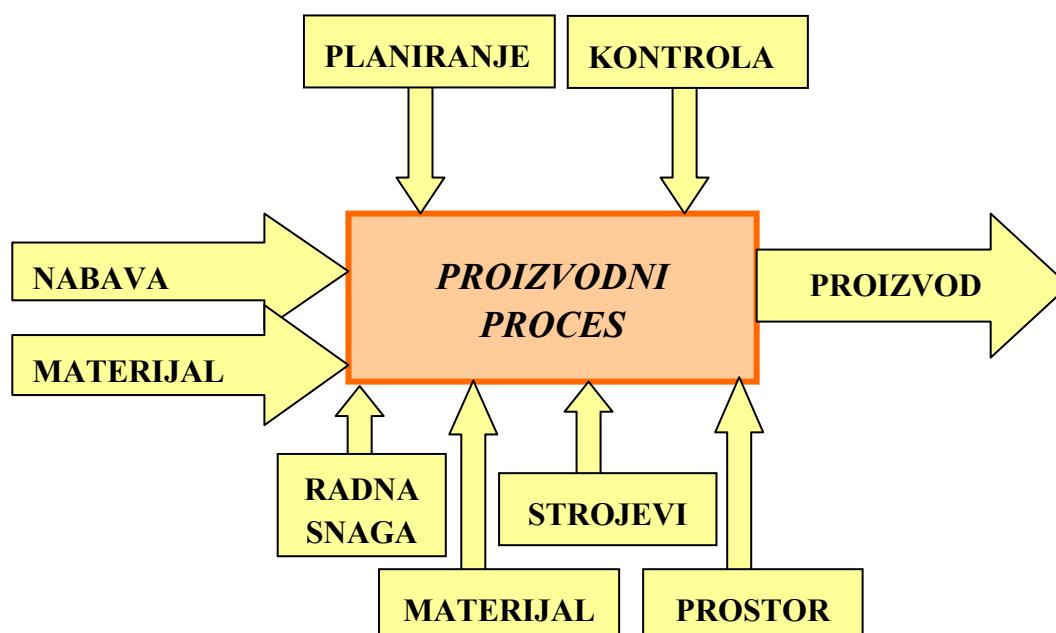 PLANIRANJE
KONTROLA
NABAVA
MATERIJAL
PROIZVODNI
PROCES
PROIZVOD
RADNA
SNAGA
STROJEVI
MATERIJAL
PROSTOR